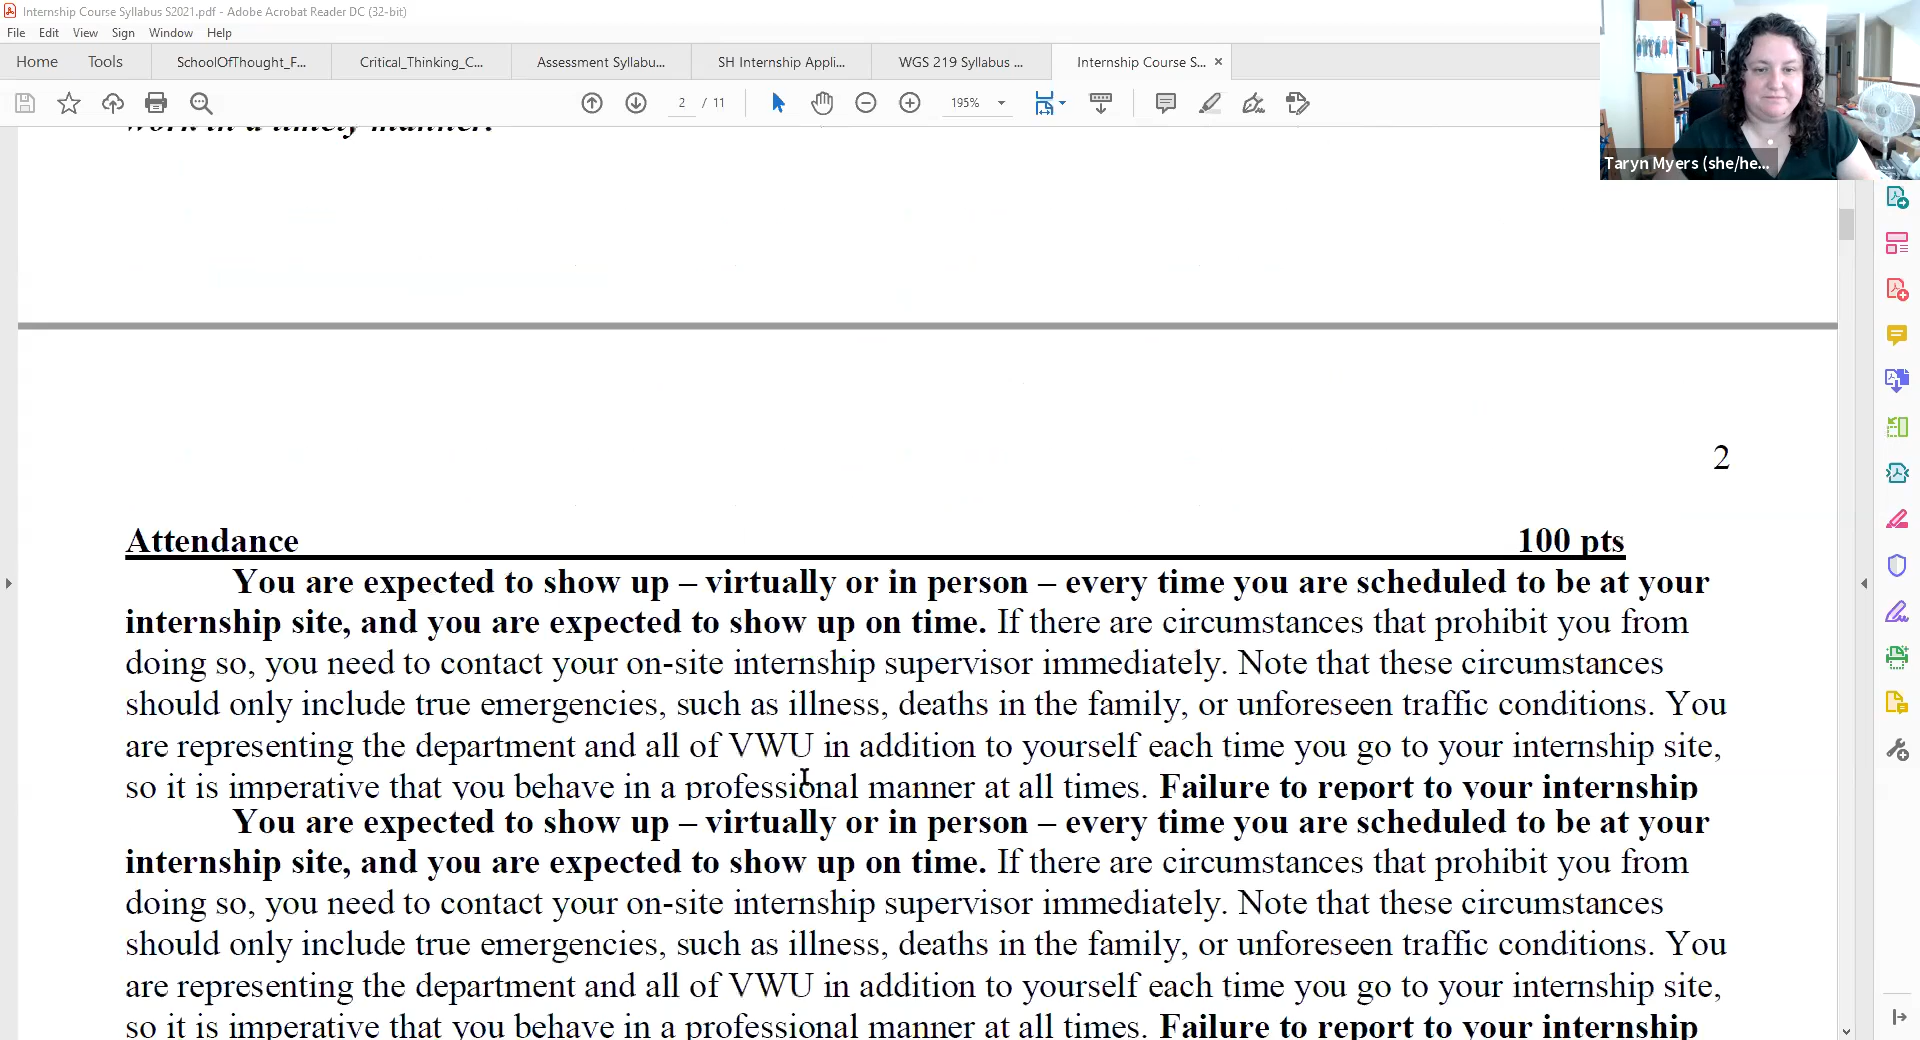 Internship Course Syllabus S2021.pdf - Adobe Acrobat Reader DC (32-bit)
File Edit View Sign Window Help
Home Tools SchoolOfThought_F... Critical_Thinking_C... Assessment Syllabu... SH Internship Appli... WGS 219 Syllabus ... Internship Course S... ×
2 / 11 195%
Taryn Myers (she/he...
work in a timely manner.
2
Attendance 100 pts
You are expected to show up – virtually or in person – every time you are scheduled to be at your
internship site, and you are expected to show up on time. If there are circumstances that prohibit you from
doing so, you need to contact your on-site internship supervisor immediately. Note that these circumstances
should only include true emergencies, such as illness, deaths in the family, or unforeseen traffic conditions. You
are representing the department and all of VWU in addition to yourself each time you go to your internship site,
so it is imperative that you behave in a professional manner at all times. Failure to report to your internship
You are expected to show up – virtually or in person – every time you are scheduled to be at your
internship site, and you are expected to show up on time. If there are circumstances that prohibit you from
doing so, you need to contact your on-site internship supervisor immediately. Note that these circumstances
should only include true emergencies, such as illness, deaths in the family, or unforeseen traffic conditions. You
are representing the department and all of VWU in addition to yourself each time you go to your internship site,
so it is imperative that you behave in a professional manner at all times. Failure to report to your internship